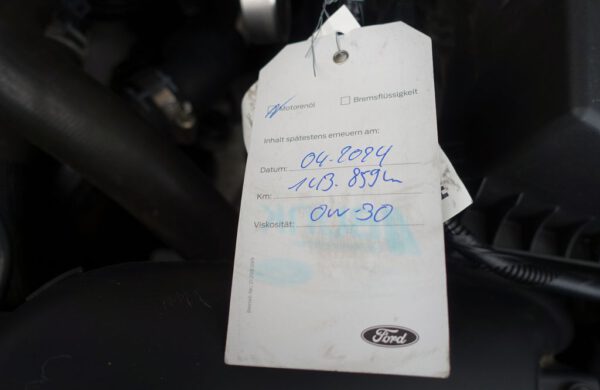 Motorenöl Bremsflüssigkeit
Inhalt spätestens erneuern am:
Datum: 04-2024
Km: 143.859km
Viskosität: 0W-30
Ford